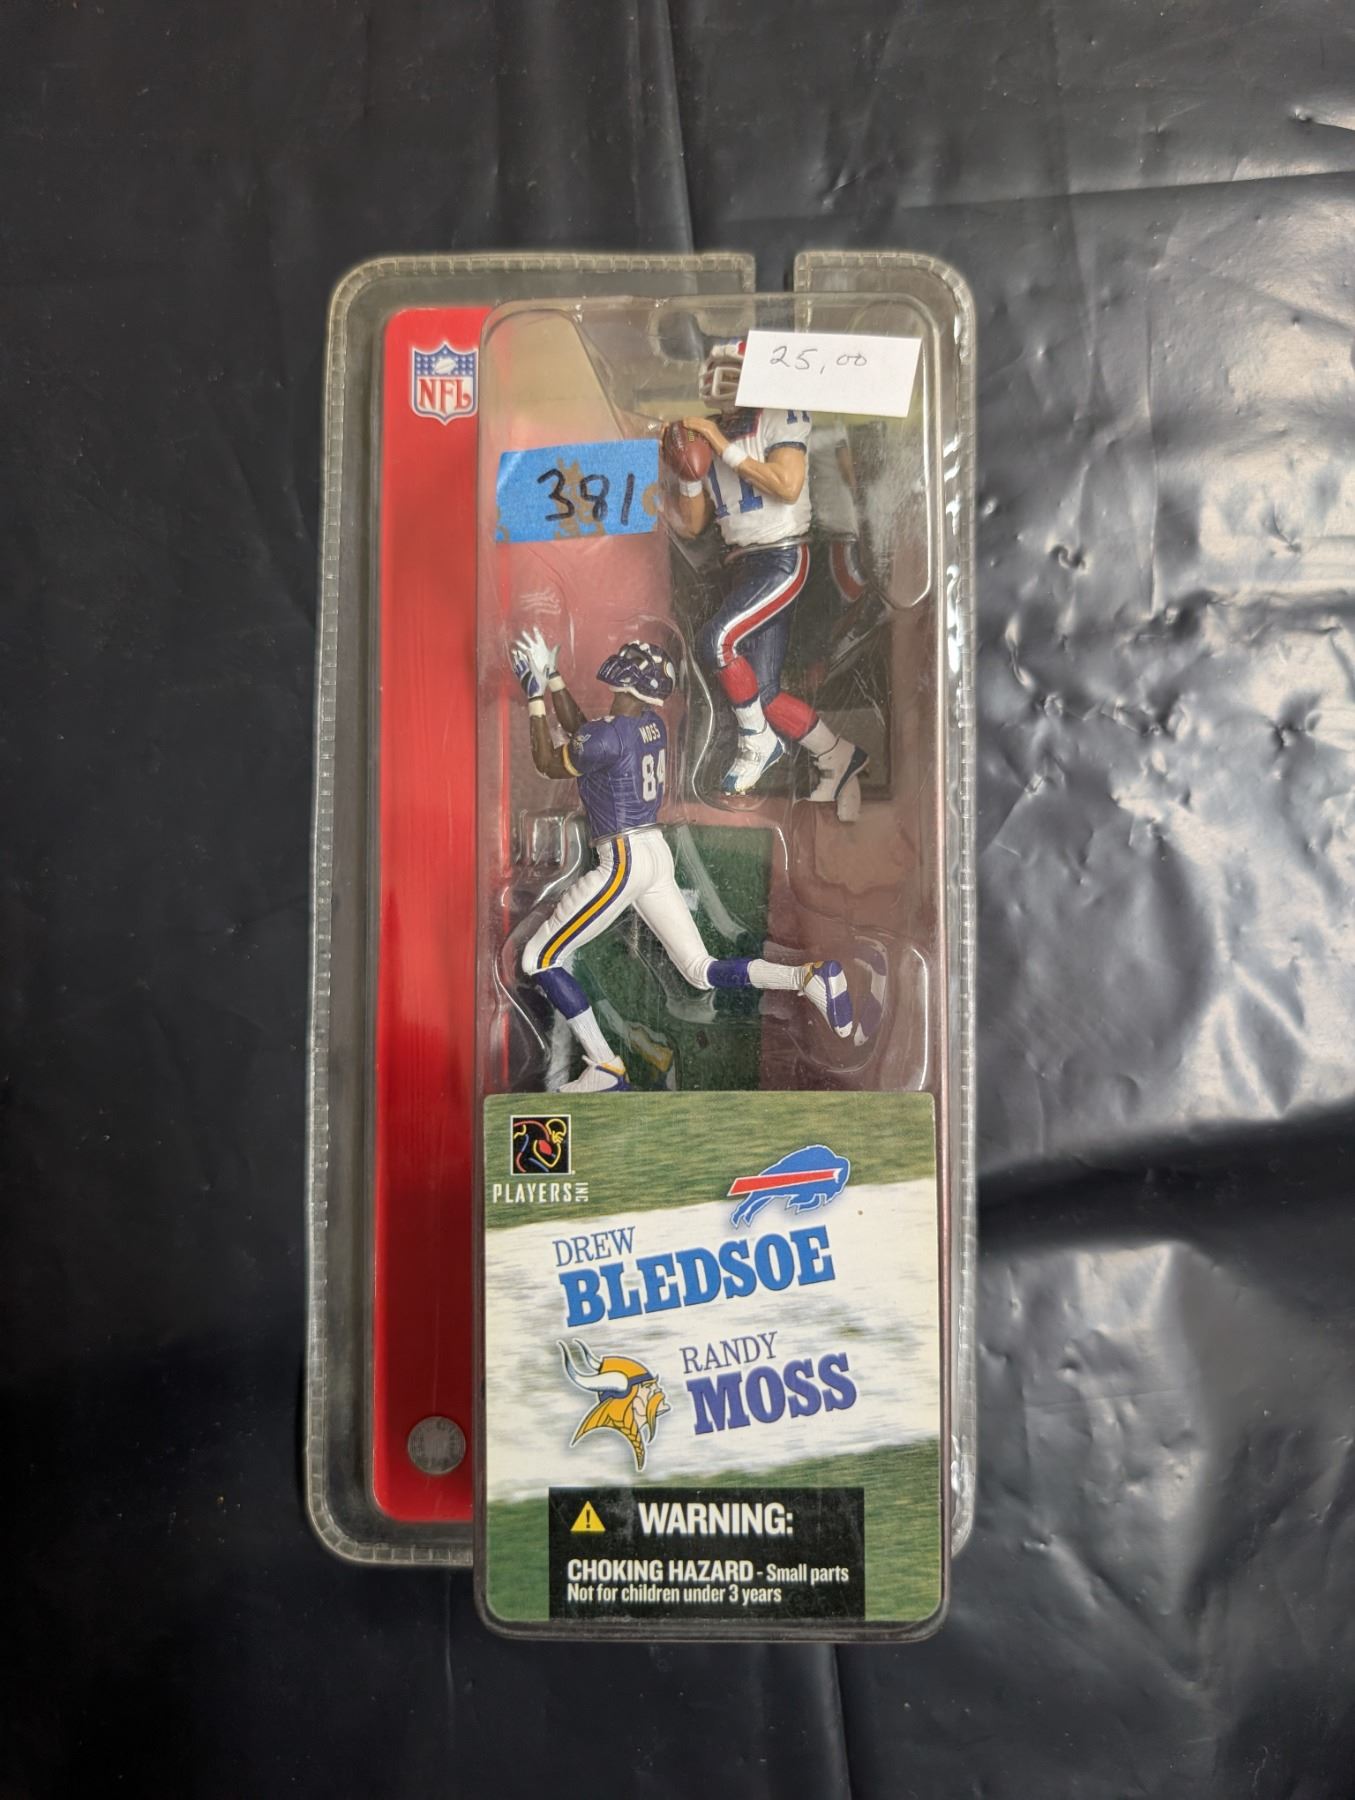 NFL
25,00
381
11
11
MOSS
84
PLAYERS INC
DREW
BLEDSOE
RANDY
MOSS
WARNING:
CHOKING HAZARD - Small parts
Not for children under 3 years